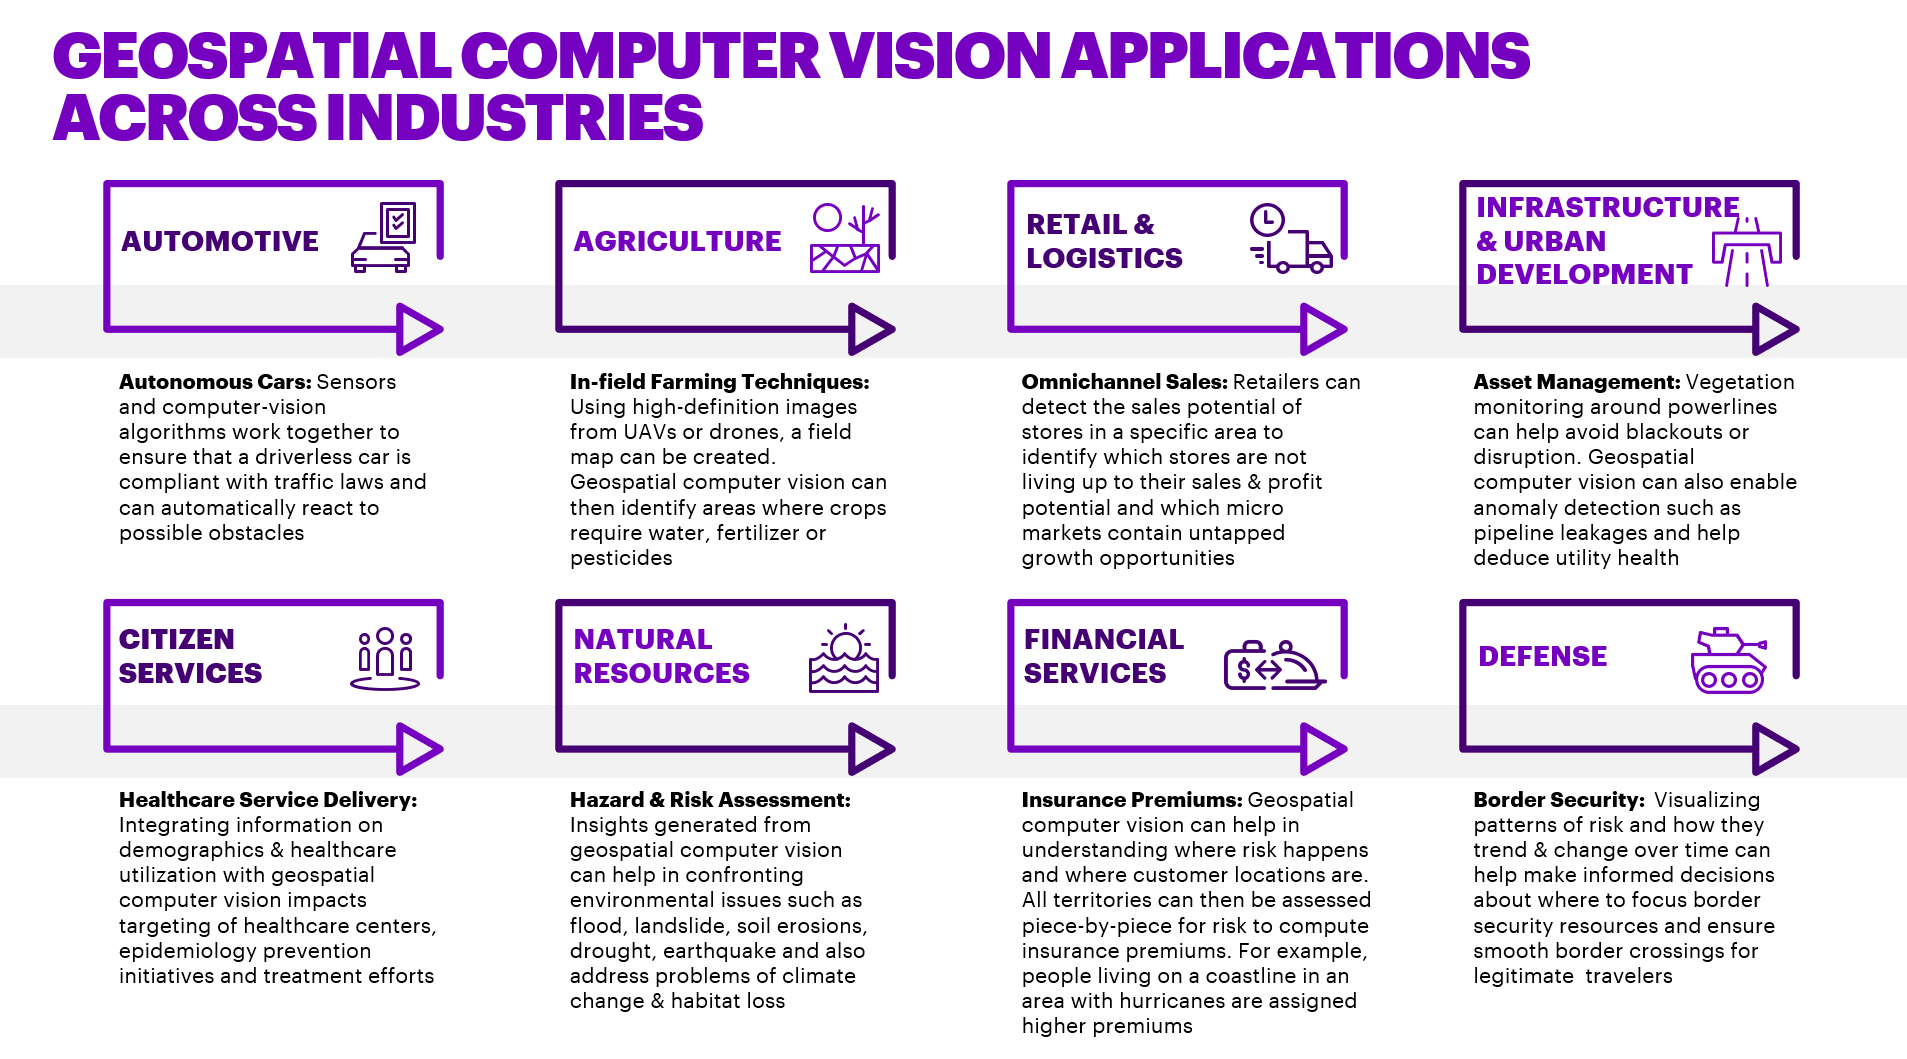 GEOSPATIAL COMPUTER VISION APPLICATIONS
ACROSS INDUSTRIES
AUTOMOTIVE
Autonomous Cars: Sensors
and computer-vision
algorithms work together to
ensure that a driverless car is
compliant with traffic laws and
can automatically react to
possible obstacles
AGRICULTURE
In-field Farming Techniques:
Using high-definition images
from UAVs or drones, a field
map can be created.
Geospatial computer vision can
then identify areas where crops
require water, fertilizer or
pesticides
RETAIL &
LOGISTICS
Omnichannel Sales: Retailers can
detect the sales potential of
stores in a specific area to
identify which stores are not
living up to their sales & profit
potential and which micro
markets contain untapped
growth opportunities
INFRASTRUCTURE
& URBAN
DEVELOPMENT
Asset Management: Vegetation
monitoring around powerlines
can help avoid blackouts or
disruption. Geospatial
computer vision can also enable
anomaly detection such as
pipeline leakages and help
deduce utility health
CITIZEN
SERVICES
Healthcare Service Delivery:
Integrating information on
demographics & healthcare
utilization with geospatial
computer vision impacts
targeting of healthcare centers,
epidemiology prevention
initiatives and treatment efforts
NATURAL
RESOURCES
Hazard & Risk Assessment:
Insights generated from
geospatial computer vision
can help in confronting
environmental issues such as
flood, landslide, soil erosions,
drought, earthquake and also
address problems of climate
change & habitat loss
FINANCIAL
SERVICES
$
Insurance Premiums: Geospatial
computer vision can help in
understanding where risk happens
and where customer locations are.
All territories can then be assessed
piece-by-piece for risk to compute
insurance premiums. For example,
people living on a coastline in an
area with hurricanes are assigned
higher premiums
DEFENSE
Border Security:  Visualizing
patterns of risk and how they
trend & change over time can
help make informed decisions
about where to focus border
security resources and ensure
smooth border crossings for
legitimate  travelers